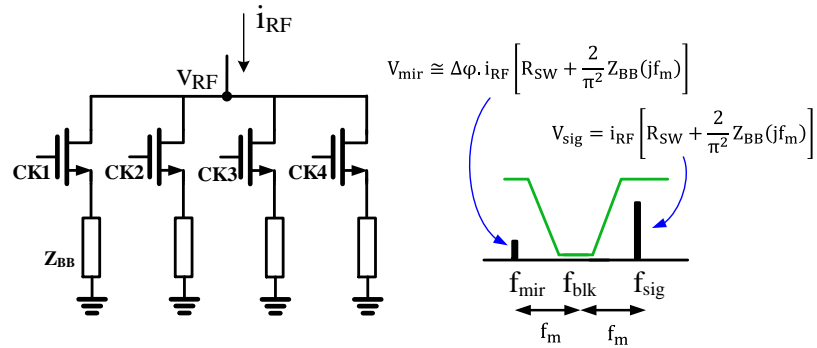 i_RF
V_RF
CK1
CK2
CK3
CK4
Z_BB
V_mir ≅ Δφ. i_RF [R_SW + 2/π² Z_BB(jf_m)]
V_sig = i_RF [R_SW + 2/π² Z_BB(jf_m)]
f_mir f_blk f_sig
f_m f_m